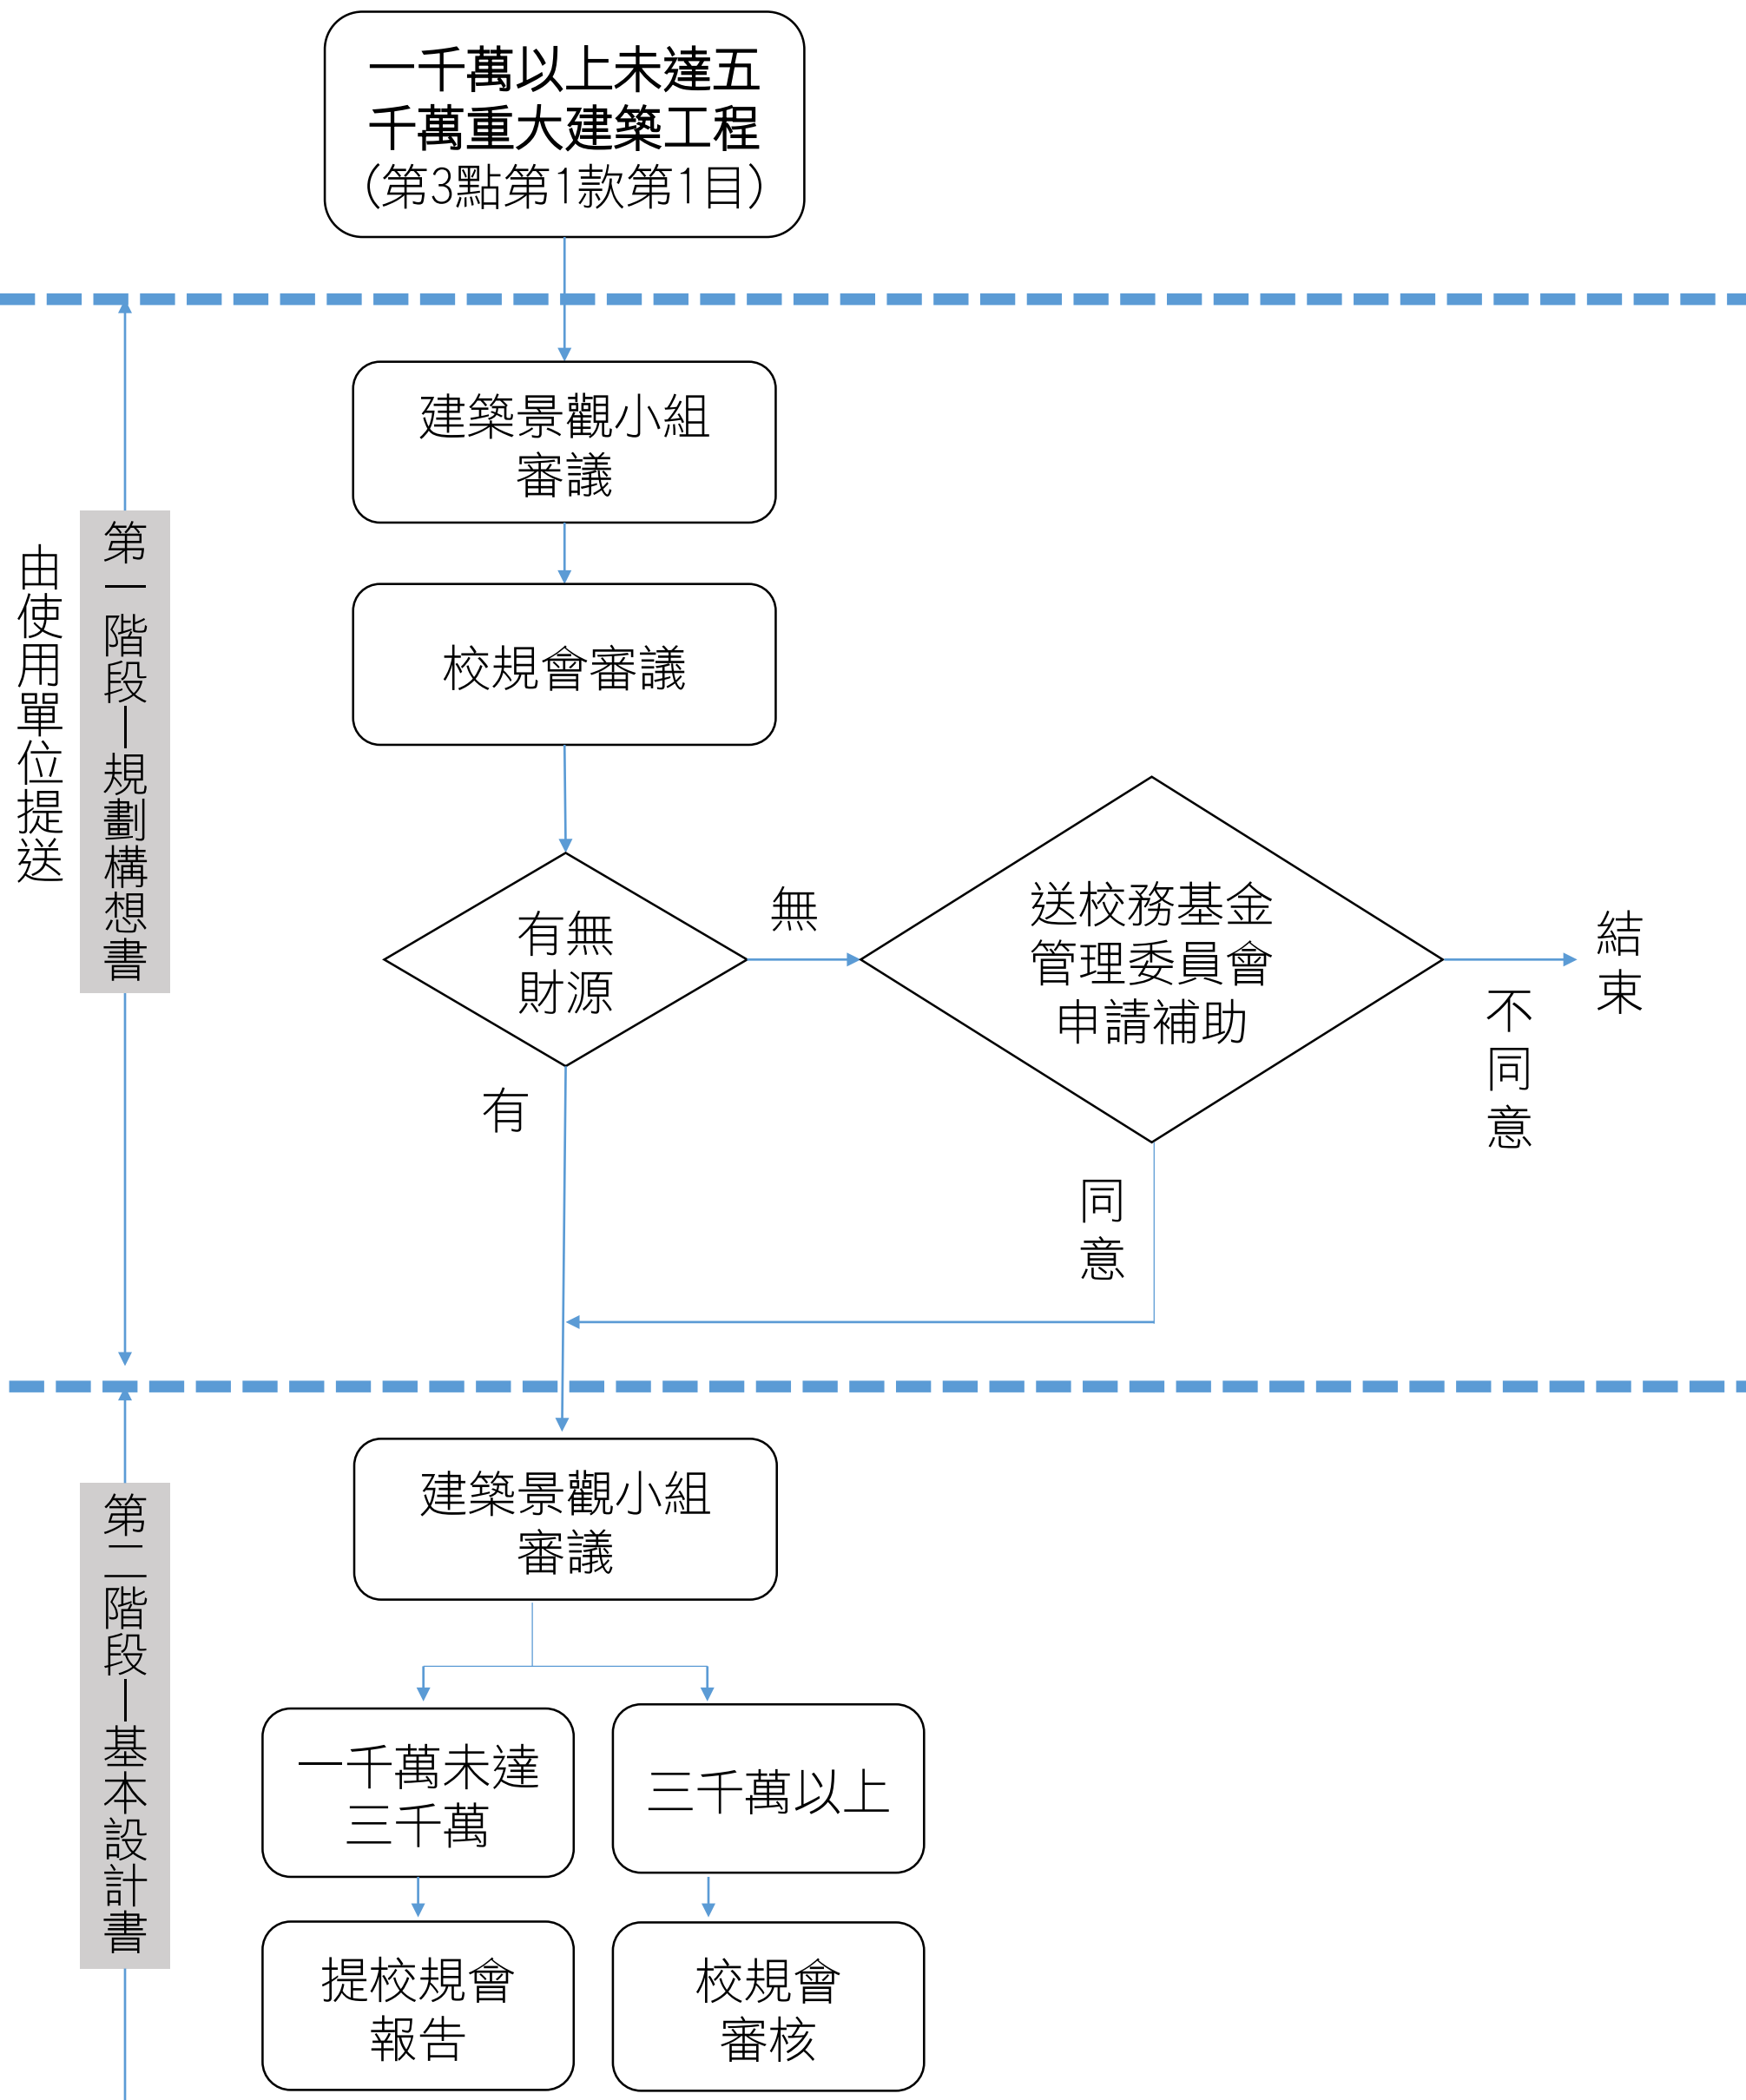 一千萬以上未達五
千萬重大建築工程
(第3點第1款第1目)
建築景觀小組
審議
由使用單位提送
第一階段—規劃構想書
校規會審議
有無
財源
無
送校務基金
管理委員會
申請補助
結束
不同意
有
同意
建築景觀小組
審議
第二階段—基本設計書
一千萬未達
三千萬
三千萬以上
提校規會
報告
校規會
審核